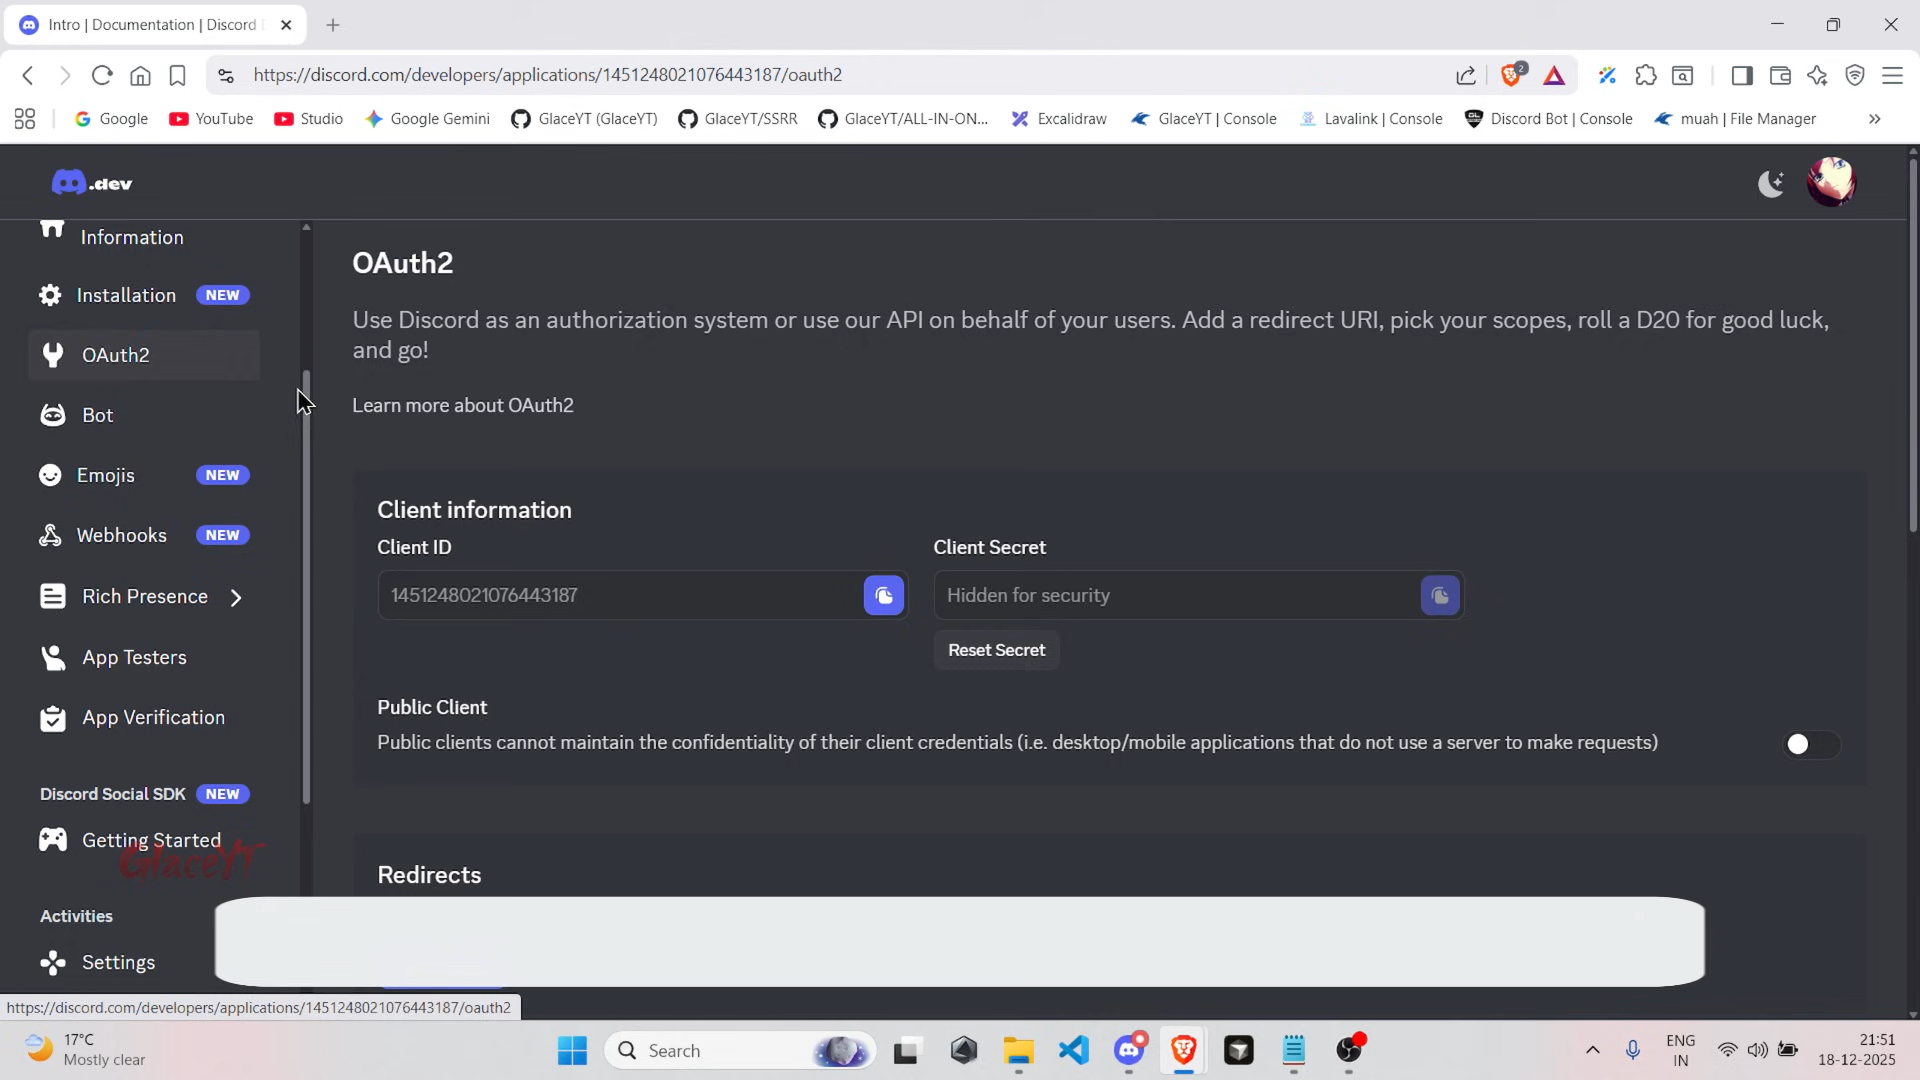 Intro | Documentation | Discord
https://discord.com/developers/applications/1451248021076443187/oauth2
2
Google
YouTube
Studio
Google Gemini
GlaceYT (GlaceYT)
GlaceYT/SSRR
GlaceYT/ALL-IN-ON...
Excalidraw
GlaceYT | Console
Lavalink | Console
Discord Bot | Console
muah | File Manager
.dev
Information
Installation NEW
OAuth2
Bot
Emojis NEW
Webhooks NEW
Rich Presence
App Testers
App Verification
Discord Social SDK NEW
Getting Started
GlaceYT
Activities
Settings
OAuth2
Use Discord as an authorization system or use our API on behalf of your users. Add a redirect URI, pick your scopes, roll a D20 for good luck,
and go!
Learn more about OAuth2
Client information
Client ID
1451248021076443187
Client Secret
Hidden for security
Reset Secret
Public Client
Public clients cannot maintain the confidentiality of their client credentials (i.e. desktop/mobile applications that do not use a server to make requests)
Redirects
https://discord.com/developers/applications/1451248021076443187/oauth2
17°C
Mostly clear
Search
ENG
IN
21:51
18-12-2025